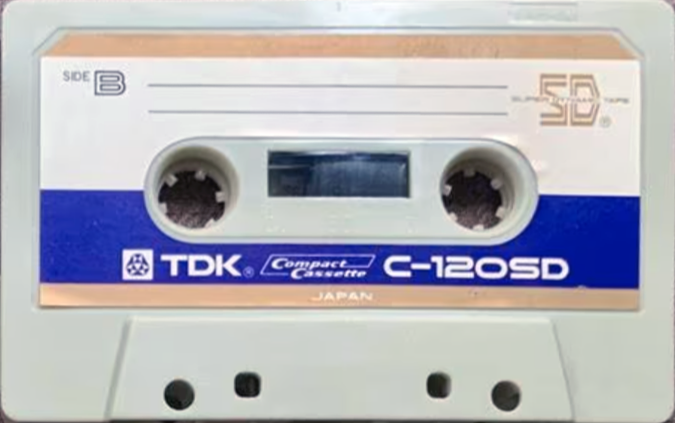 SIDE B
SD
SUPER DYNAMIC TAPE
®
TDK® Compact Cassette C-120SD
JAPAN